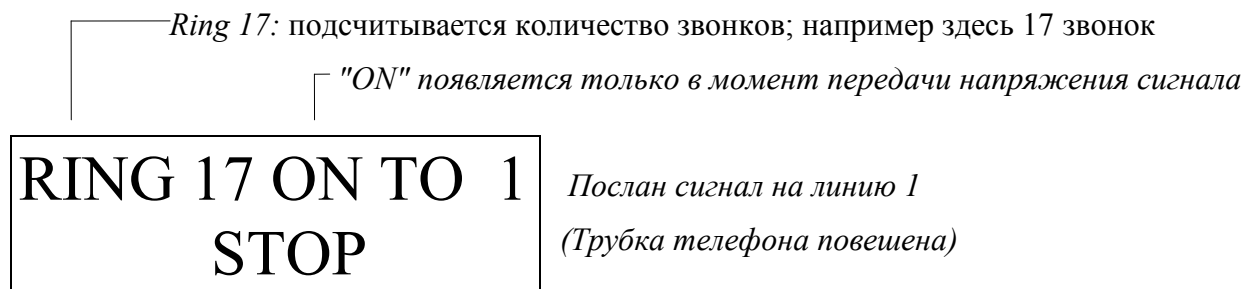 Ring 17: подсчитывается количество звонков; например здесь 17 звонок
"ON" появляется только в момент передачи напряжения сигнала
RING 17 ON TO 1
STOP
Послан сигнал на линию 1
(Трубка телефона повешена)